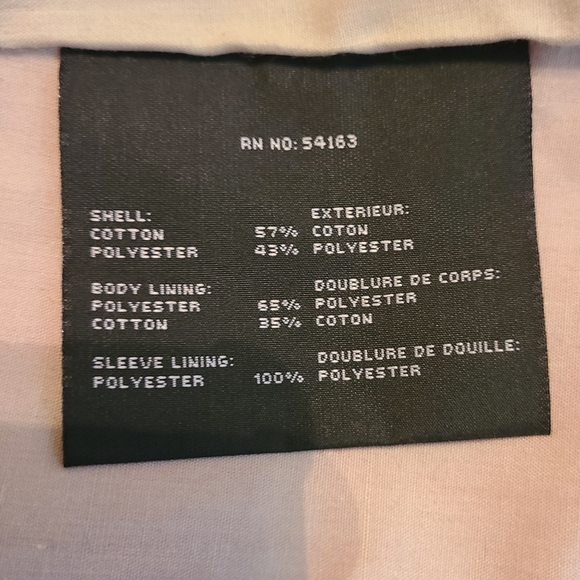 RN NO: 54163
SHELL: EXTERIEUR:
COTTON 57% COTON
POLYESTER 43% POLYESTER
BODY LINING: DOUBLURE DE CORPS:
POLYESTER 65% POLYESTER
COTTON 35% COTON
SLEEVE LINING: DOUBLURE DE DOUILLE:
POLYESTER 100% POLYESTER